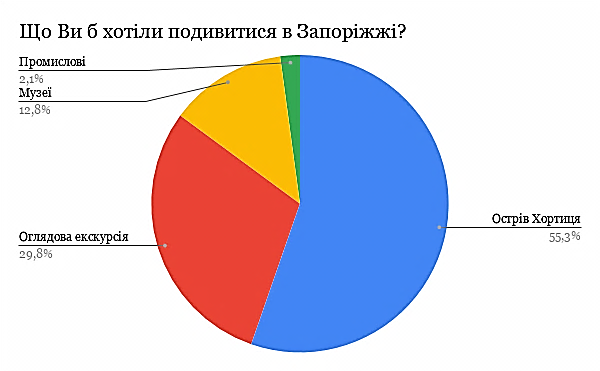 Що Ви б хотіли подивитися в Запоріжжі?
Промислові
2,1%
Музеї
12,8%
Острів Хортиця
55,3%
Оглядова екскурсія
29,8%